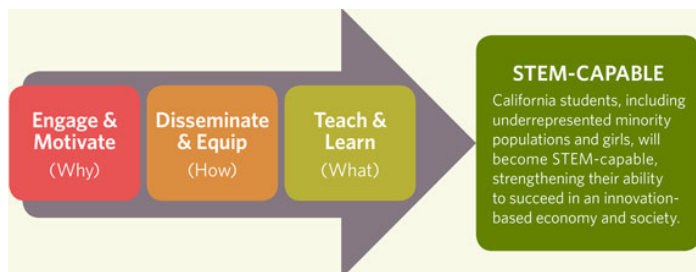 Engage &
Motivate
(Why)
Disseminate
& Equip
(How)
Teach &
Learn
(What)
STEM-CAPABLE
California students, including
underrepresented minority
populations and girls, will
become STEM-capable,
strengthening their ability
to succeed in an innovation-
based economy and society.